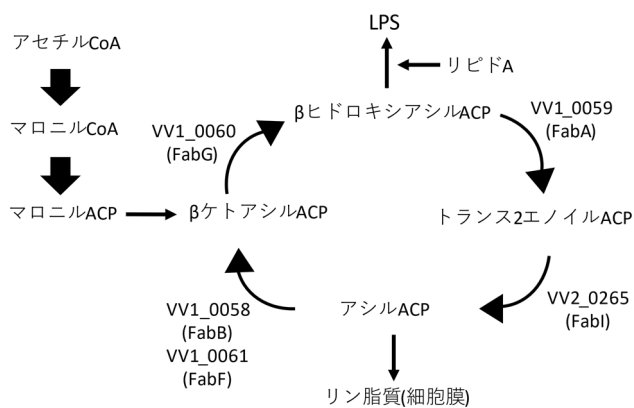 LPS
アセチルCoA
リピドA
マロニルCoA
βヒドロキシアシルACP
VV1_0060
(FabG)
VV1_0059
(FabA)
マロニルACP
βケトアシルACP
トランス2エノイルACP
VV1_0058
(FabB)
VV1_0061
(FabF)
アシルACP
VV2_0265
(FabI)
リン脂質(細胞膜)